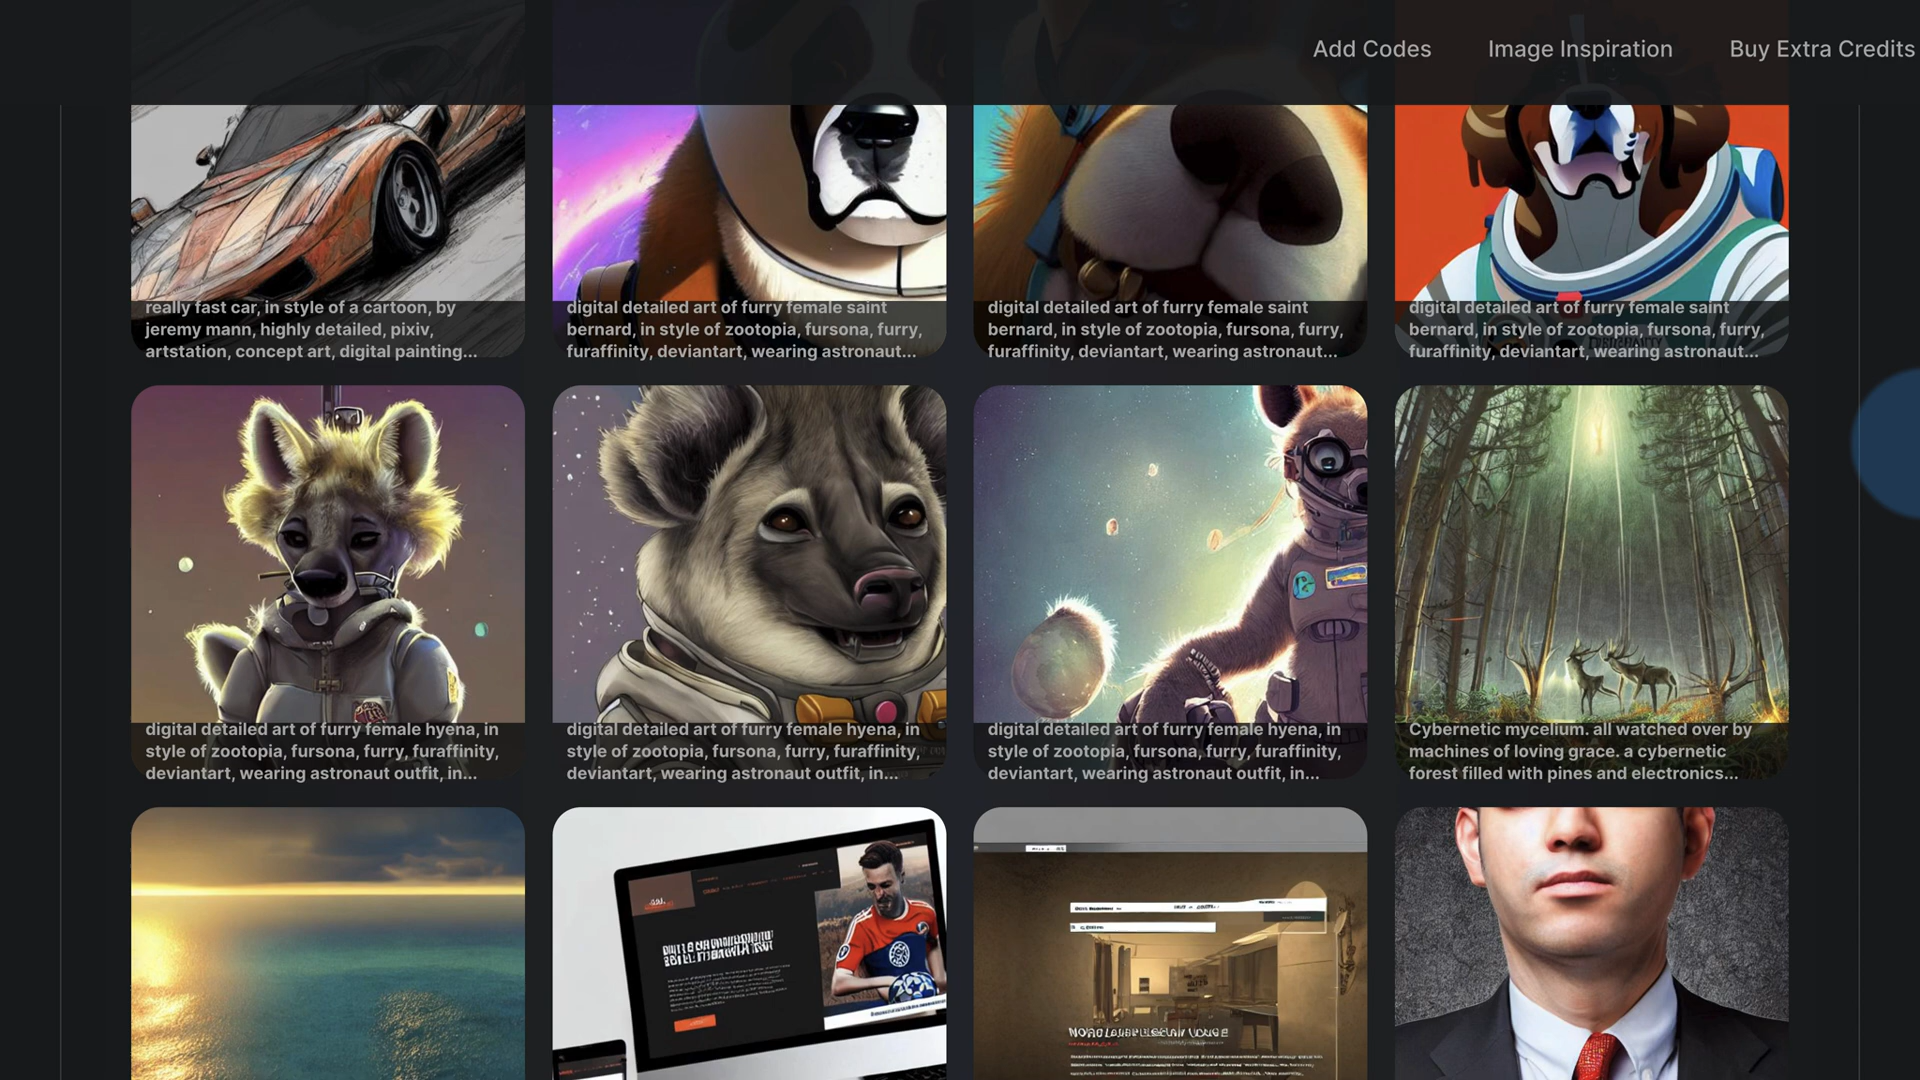 Add Codes
Image Inspiration
Buy Extra Credits
really fast car, in style of a cartoon, by
jeremy mann, highly detailed, pixiv,
artstation, concept art, digital painting...
digital detailed art of furry female saint
bernard, in style of zootopia, fursona, furry,
furaffinity, deviantart, wearing astronaut...
digital detailed art of furry female saint
bernard, in style of zootopia, fursona, furry,
furaffinity, deviantart, wearing astronaut...
digital detailed art of furry female saint
bernard, in style of zootopia, fursona, furry,
furaffinity, deviantart, wearing astronaut...
digital detailed art of furry female hyena, in
style of zootopia, fursona, furry, furaffinity,
deviantart, wearing astronaut outfit, in...
digital detailed art of furry female hyena, in
style of zootopia, fursona, furry, furaffinity,
deviantart, wearing astronaut outfit, in...
digital detailed art of furry female hyena, in
style of zootopia, fursona, furry, furaffinity,
deviantart, wearing astronaut outfit, in...
Cybernetic mycelium. all watched over by
machines of loving grace. a cybernetic
forest filled with pines and electronics...